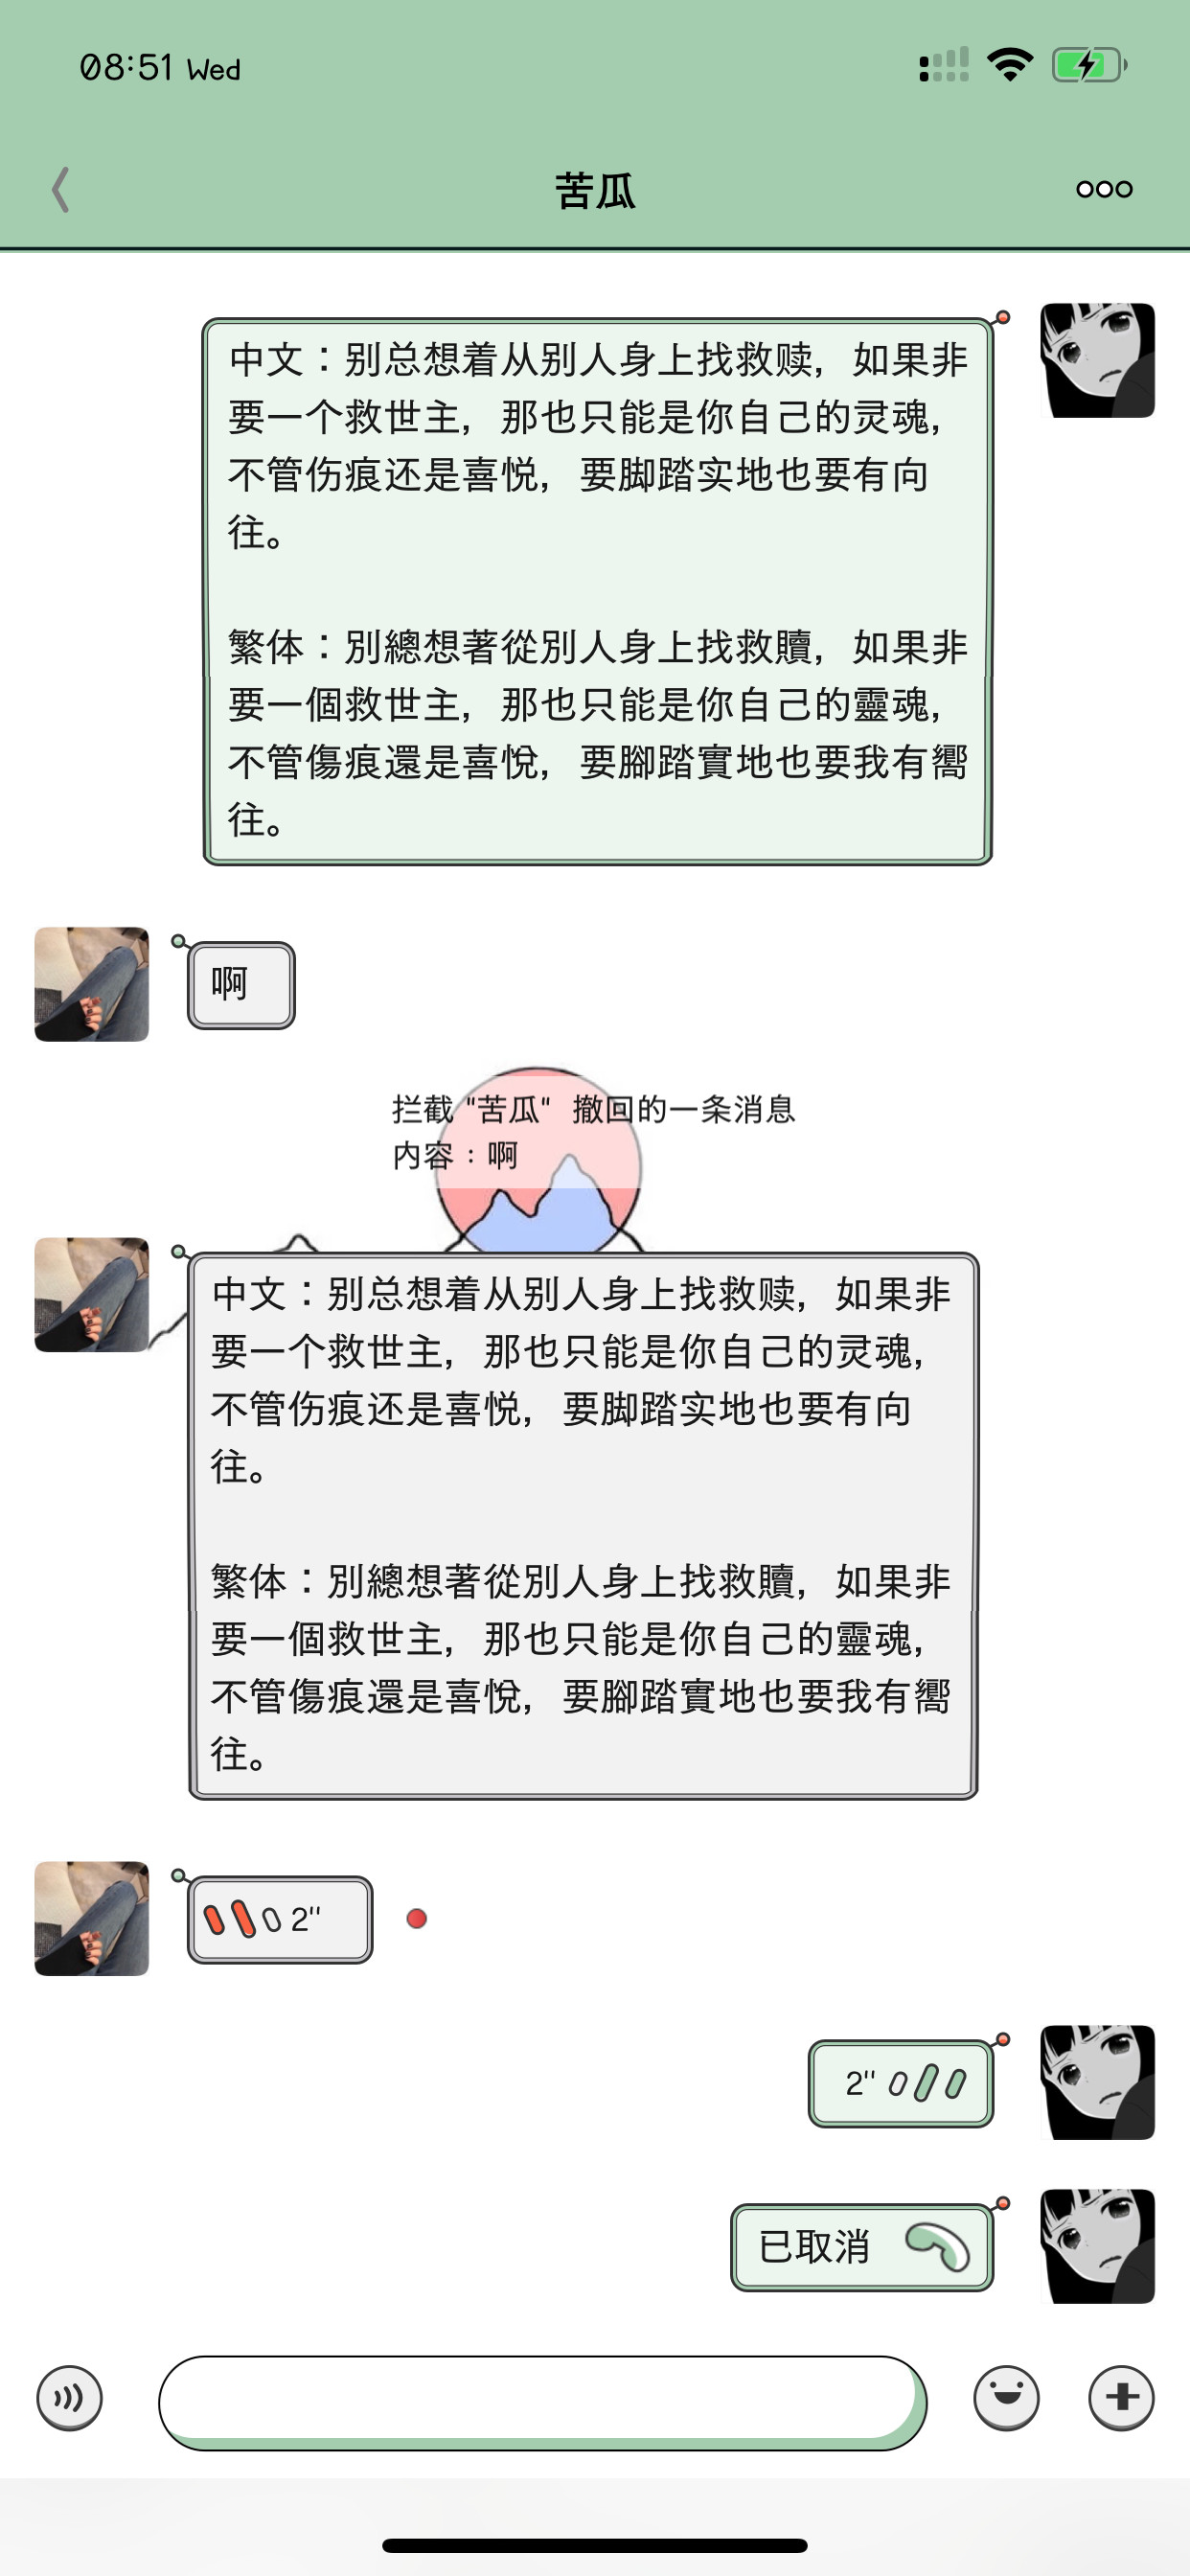 08:51 Wed
苦瓜
中文：别总想着从别人身上找救赎，如果非
要一个救世主，那也只能是你自己的灵魂，
不管伤痕还是喜悦，要脚踏实地也要有向
往。
繁体：別總想著從別人身上找救贖，如果非
要一個救世主，那也只能是你自己的靈魂，
不管傷痕還是喜悅，要腳踏實地也要我有嚮
往。
啊
拦截 "苦瓜" 撤回的一条消息
内容：啊
中文：别总想着从别人身上找救赎，如果非
要一个救世主，那也只能是你自己的灵魂，
不管伤痕还是喜悦，要脚踏实地也要有向
往。
繁体：別總想著從別人身上找救贖，如果非
要一個救世主，那也只能是你自己的靈魂，
不管傷痕還是喜悅，要腳踏實地也要我有嚮
往。
2"
2"
已取消